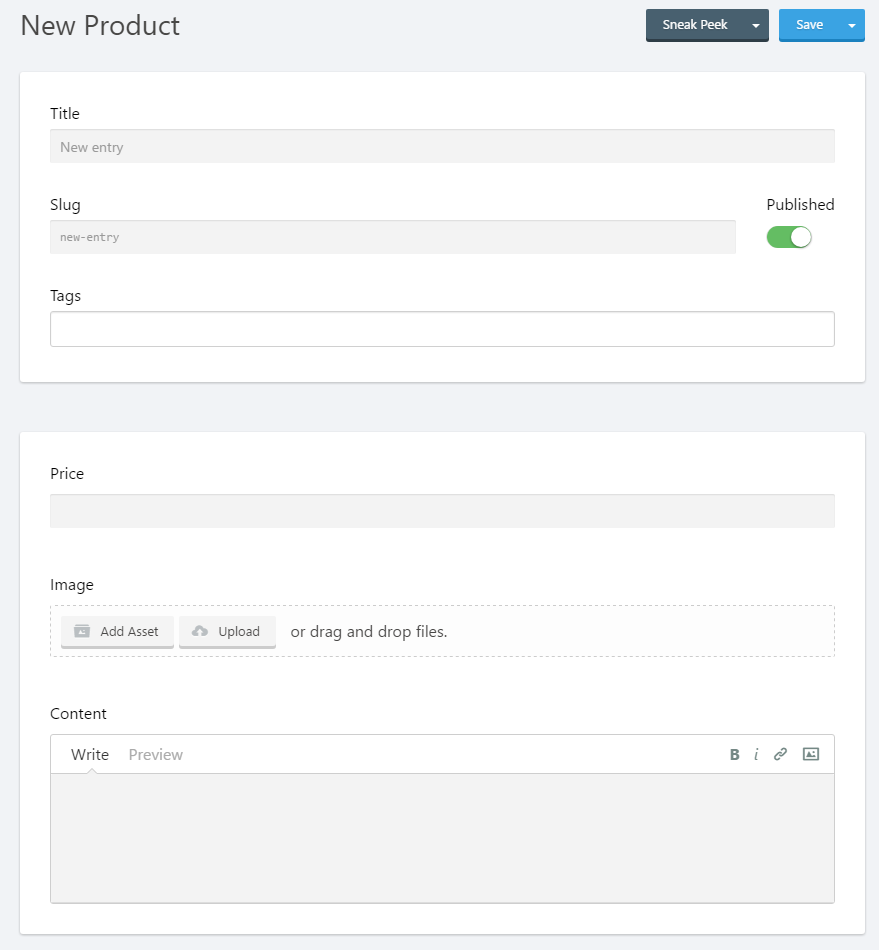 New Product
Sneak Peek
Save
Title
New entry
Slug
Published
new-entry
Tags
Price
Image
Add Asset
Upload
or drag and drop files.
Content
Write
Preview
B
i